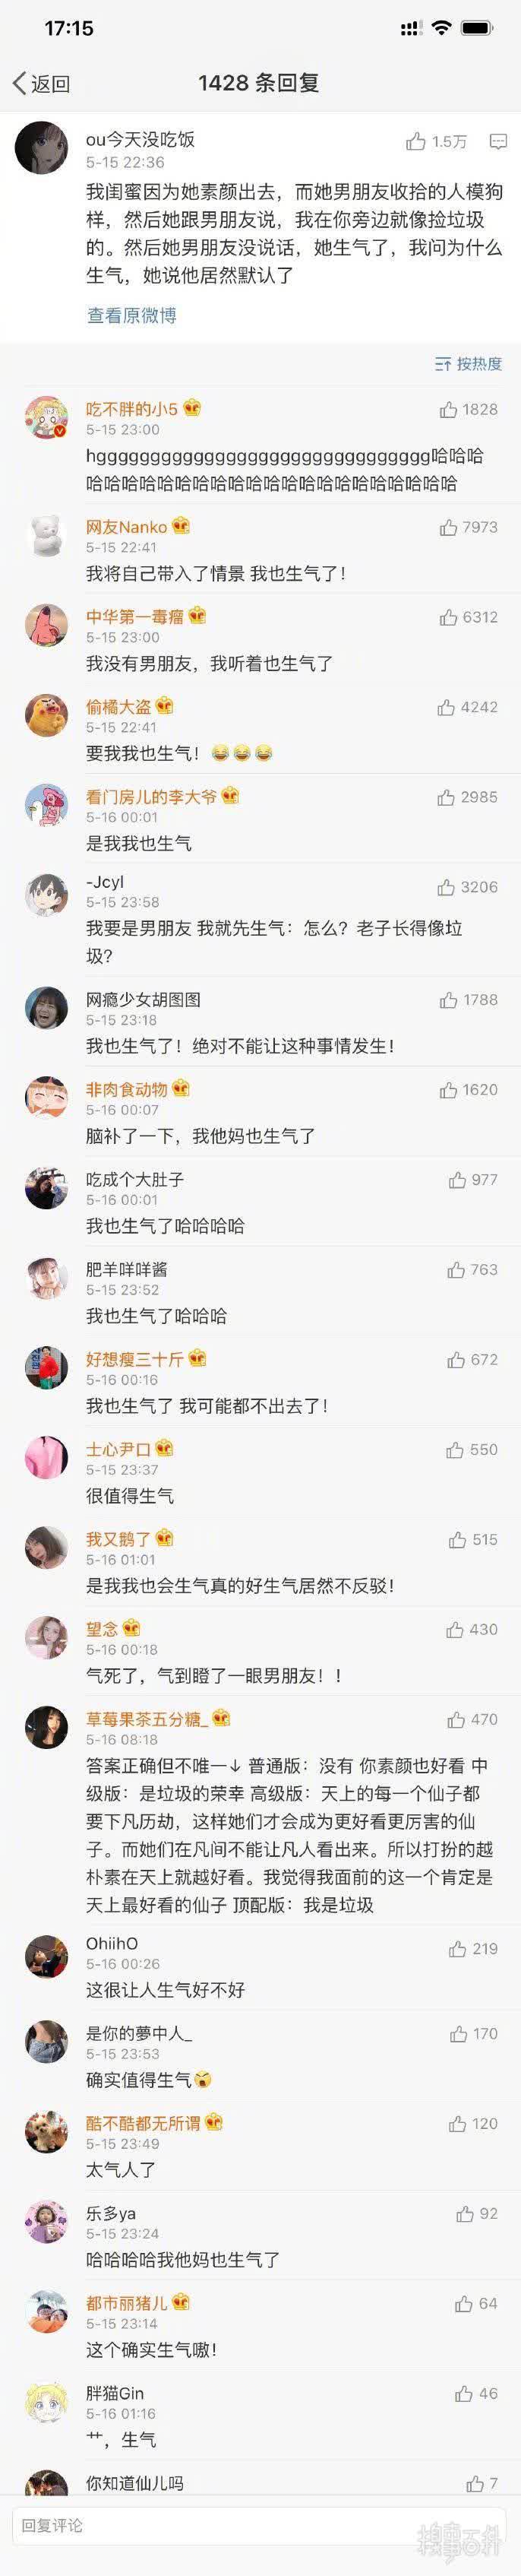 17:15
返回
1428 条回复
ou今天没吃饭
1.5万
5-15 22:36
我闺蜜因为她素颜出去，而她男朋友收拾的人模狗
样，然后她跟男朋友说，我在你旁边就像捡垃圾
的。然后她男朋友没说话，她生气了，我问为什么
生气，她说他居然默认了
查看原微博
按热度
吃不胖的小5
1828
5-15 23:00
hggggggggggggggggggggggggggggggg哈哈哈
哈哈哈哈哈哈哈哈哈哈哈哈哈哈哈哈哈哈哈哈哈
网友Nanko
7973
5-15 22:41
我将自己带入了情景 我也生气了！
中华第一毒瘤
6312
5-15 23:00
我没有男朋友，我听着也生气了
偷橘大盗
4242
5-15 22:41
要我我也生气！😂😂😂
看门房儿的李大爷
2985
5-16 00:01
是我我也生气
-Jcyl
3206
5-15 23:58
我要是男朋友 我就先生气：怎么？老子长得像垃
圾？
网瘾少女胡图图
1788
5-15 23:18
我也生气了！绝对不能让这种事情发生！
非肉食动物
1620
5-16 00:07
脑补了一下，我他妈也生气了
吃成个大肚子
977
5-16 00:01
我也生气了哈哈哈哈
肥羊咩咩酱
763
5-15 23:52
我也生气了哈哈哈
好想瘦三十斤
672
5-16 00:16
我也生气了 我可能都不出去了！
士心尹口
550
5-15 23:37
很值得生气
我又鹅了
515
5-16 01:01
是我我也会生气真的好生气居然不反驳！
望念
430
5-16 00:18
气死了，气到瞪了一眼男朋友！！
草莓果茶五分糖_
470
5-16 08:18
答案正确但不唯一↓ 普通版：没有 你素颜也好看 中
级版：是垃圾的荣幸 高级版：天上的每一个仙子都
要下凡历劫，这样她们才会成为更好看更厉害的仙
子。而她们在凡间不能让凡人看出来。所以打扮的越
朴素在天上就越好看。我觉得我面前的这一个肯定是
天上最好看的仙子 顶配版：我是垃圾
OhiihO
219
5-16 00:26
这很让人生气好不好
是你的夢中人_
170
5-15 23:53
确实值得生气
酷不酷都无所谓
120
5-15 23:49
太气人了
乐多ya
92
5-15 23:24
哈哈哈哈我他妈也生气了
都市丽猪儿
64
5-15 23:14
这个确实生气嗷！
胖猫Gin
46
5-16 01:16
艹，生气
你知道仙儿吗
7
回复评论
糗事百科